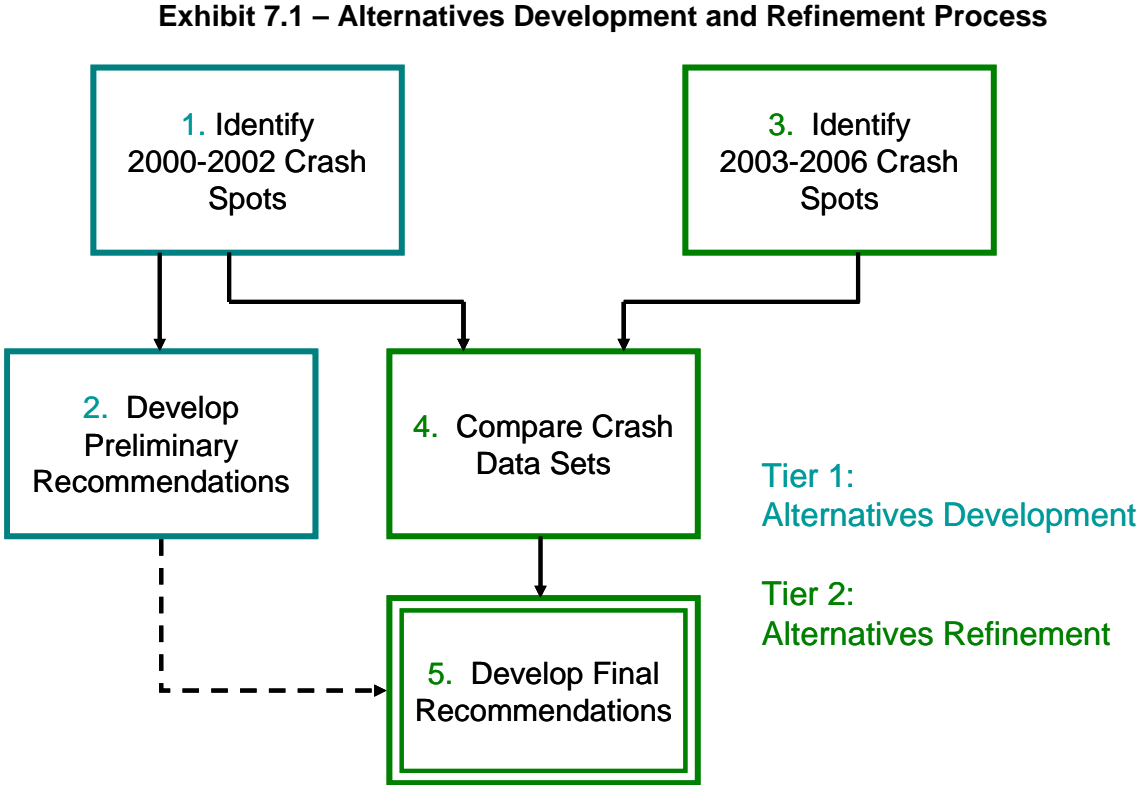 Exhibit 7.1 – Alternatives Development and Refinement Process
1. Identify
2000-2002 Crash
Spots
3. Identify
2003-2006 Crash
Spots
2. Develop
Preliminary
Recommendations
4. Compare Crash
Data Sets
Tier 1:
Alternatives Development
Tier 2:
Alternatives Refinement
5. Develop Final
Recommendations